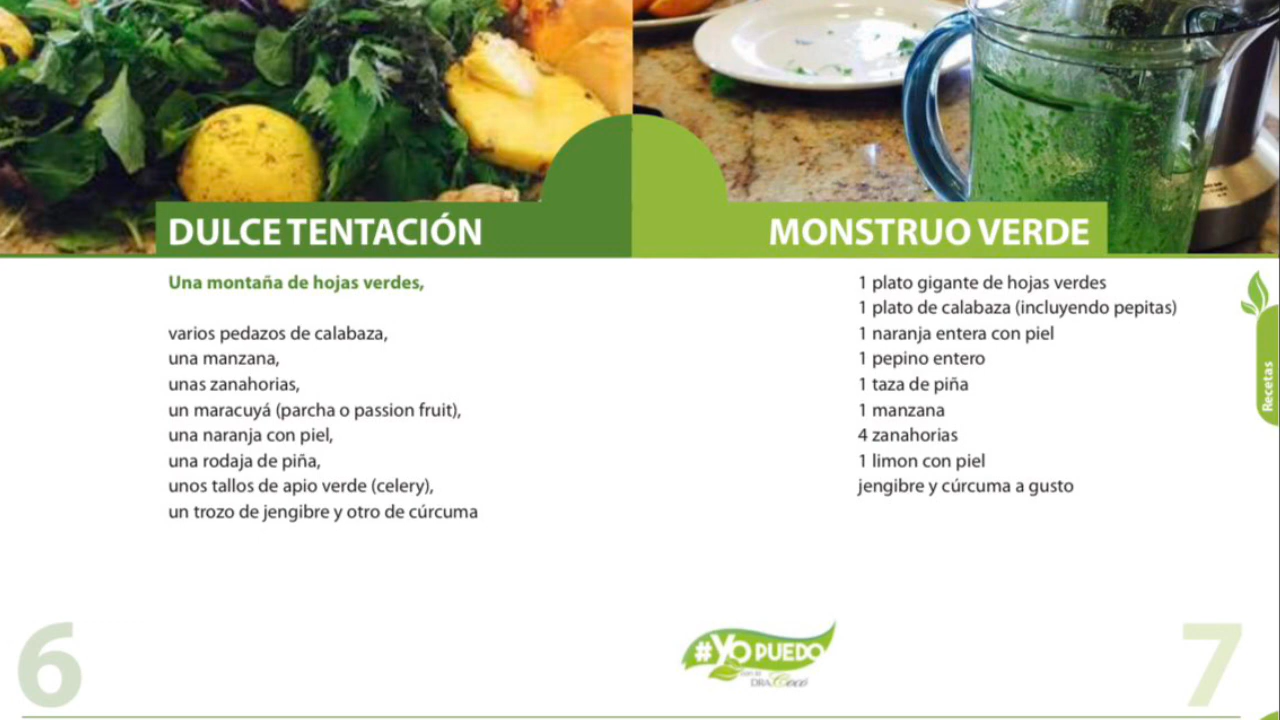 DULCE TENTACIÓN
Una montaña de hojas verdes,
varios pedazos de calabaza,
una manzana,
unas zanahorias,
un maracuyá (parcha o passion fruit),
una naranja con piel,
una rodaja de piña,
unos tallos de apio verde (celery),
un trozo de jengibre y otro de cúrcuma
6
MONSTRUO VERDE
1 plato gigante de hojas verdes
1 plato de calabaza (incluyendo pepitas)
1 naranja entera con piel
1 pepino entero
1 taza de piña
1 manzana
4 zanahorias
1 limon con piel
jengibre y cúrcuma a gusto
Recetas
#Yo PUEDO
con la
DRA. Cocó
7